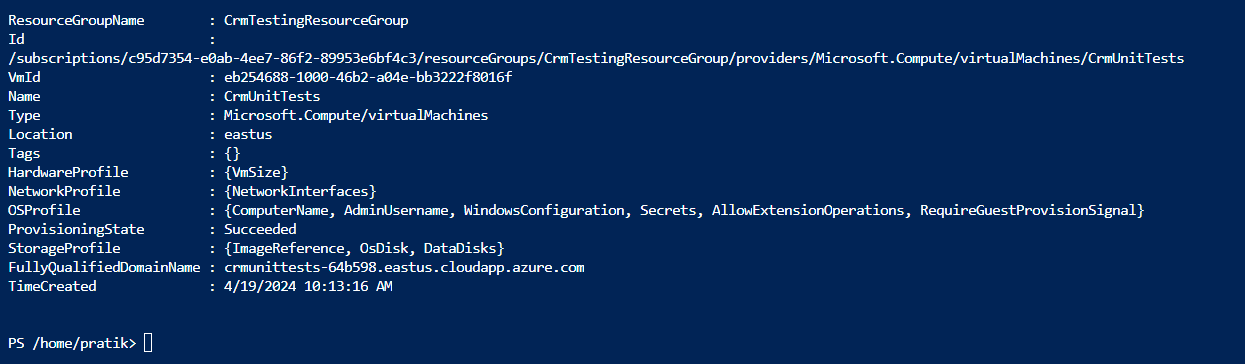 ResourceGroupName        : CrmTestingResourceGroup
Id                       :
/subscriptions/c95d7354-e0ab-4ee7-86f2-89953e6bf4c3/resourceGroups/CrmTestingResourceGroup/providers/Microsoft.Compute/virtualMachines/CrmUnitTests
VmId                     : eb254688-1000-46b2-a04e-bb3222f8016f
Name                     : CrmUnitTests
Type                     : Microsoft.Compute/virtualMachines
Location                 : eastus
Tags                     : {}
HardwareProfile          : {VmSize}
NetworkProfile           : {NetworkInterfaces}
OSProfile                : {ComputerName, AdminUsername, WindowsConfiguration, Secrets, AllowExtensionOperations, RequireGuestProvisionSignal}
ProvisioningState        : Succeeded
StorageProfile           : {ImageReference, OsDisk, DataDisks}
FullyQualifiedDomainName : crmunittests-64b598.eastus.cloudapp.azure.com
TimeCreated              : 4/19/2024 10:13:16 AM
PS /home/pratik>